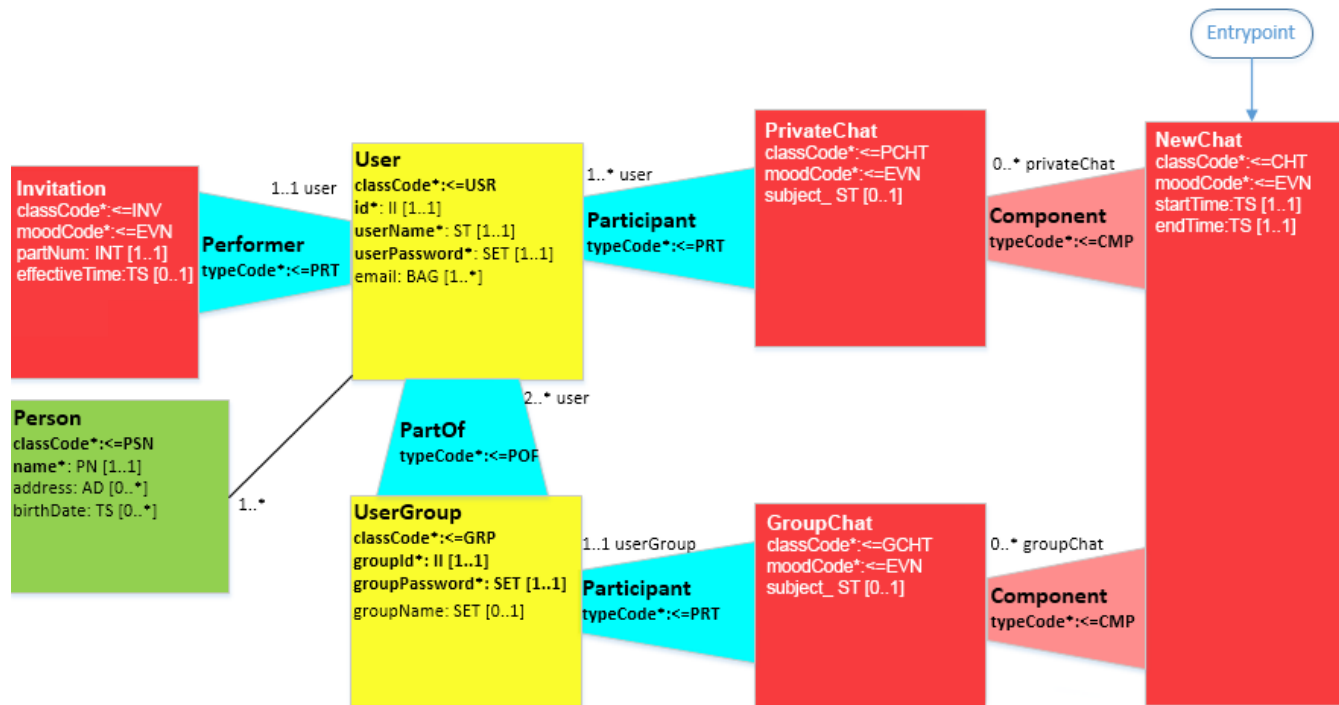 Entrypoint
PrivateChat
classCode*:<=PCHT
moodCode*:<=EVN
subject_ ST [0..1]
NewChat
classCode*:<=CHT
moodCode*:<=EVN
startTime:TS [1..1]
endTime:TS [1..1]
User
classCode*:<=USR
id*: II [1..1]
userName*: ST [1..1]
userPassword*: SET [1..1]
email: BAG [1..*]
Invitation
classCode*:<=INV
moodCode*:<=EVN
partNum: INT [1..1]
effectiveTime:TS [0..1]
1..1 user
Performer
typeCode*:<=PRT
1..* user
Participant
typeCode*:<=PRT
0..* privateChat
Component
typeCode*:<=CMP
Person
classCode*:<=PSN
name*: PN [1..1]
address: AD [0..*]
birthDate: TS [0..*]
1..*
2..* user
PartOf
typeCode*:<=POF
UserGroup
classCode*:<=GRP
groupId*: II [1..1]
groupPassword*: SET [1..1]
groupName: SET [0..1]
1..1 userGroup
Participant
typeCode*:<=PRT
GroupChat
classCode*:<=GCHT
moodCode*:<=EVN
subject_ ST [0..1]
0..* groupChat
Component
typeCode*:<=CMP